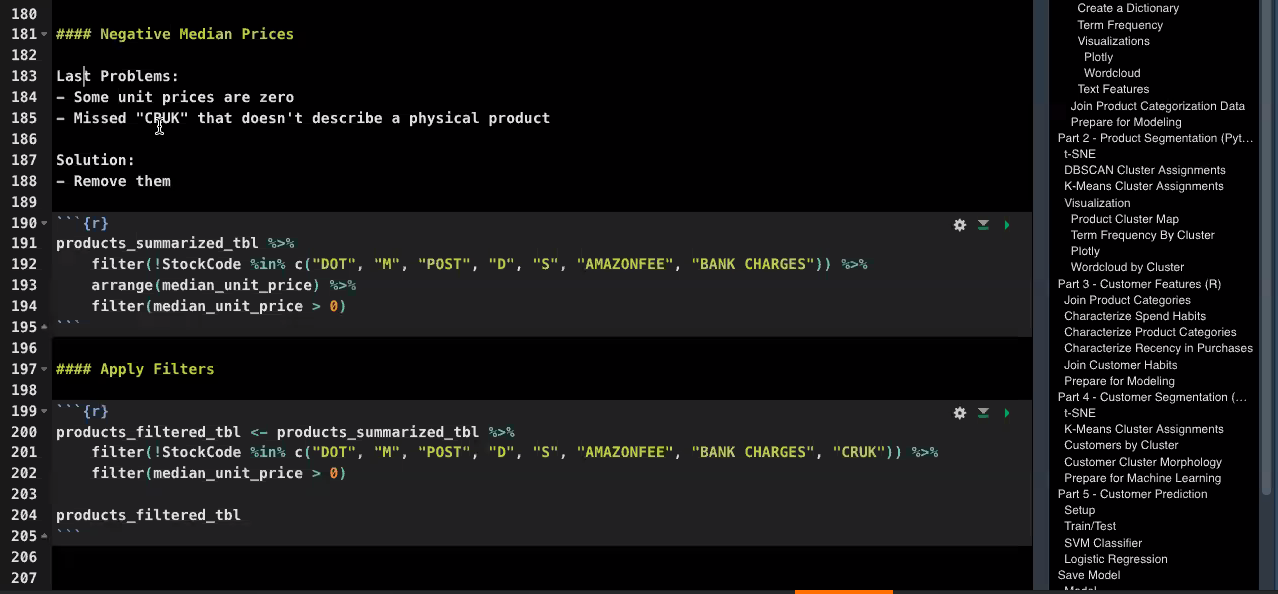 180
181 #### Negative Median Prices
182
183 Last Problems:
184 - Some unit prices are zero
185 - Missed "CRUK" that doesn't describe a physical product
186
187 Solution:
188 - Remove them
189
190 ```{r}
191 products_summarized_tbl %>%
192     filter(!StockCode %in% c("DOT", "M", "POST", "D", "S", "AMAZONFEE", "BANK CHARGES")) %>%
193     arrange(median_unit_price) %>%
194     filter(median_unit_price > 0)
195 ```
196
197 #### Apply Filters
198
199 ```{r}
200 products_filtered_tbl <- products_summarized_tbl %>%
201     filter(!StockCode %in% c("DOT", "M", "POST", "D", "S", "AMAZONFEE", "BANK CHARGES", "CRUK")) %>%
202     filter(median_unit_price > 0)
203
204 products_filtered_tbl
205 ```
206
207
Create a Dictionary
Term Frequency
Visualizations
Plotly
Wordcloud
Text Features
Join Product Categorization Data
Prepare for Modeling
Part 2 - Product Segmentation (Pyt...
t-SNE
DBSCAN Cluster Assignments
K-Means Cluster Assignments
Visualization
Product Cluster Map
Term Frequency By Cluster
Plotly
Wordcloud by Cluster
Part 3 - Customer Features (R)
Join Product Categories
Characterize Spend Habits
Characterize Product Categories
Characterize Recency in Purchases
Join Customer Habits
Prepare for Modeling
Part 4 - Customer Segmentation (...
t-SNE
K-Means Cluster Assignments
Customers by Cluster
Customer Cluster Morphology
Prepare for Machine Learning
Part 5 - Customer Prediction
Setup
Train/Test
SVM Classifier
Logistic Regression
Save Model
Model